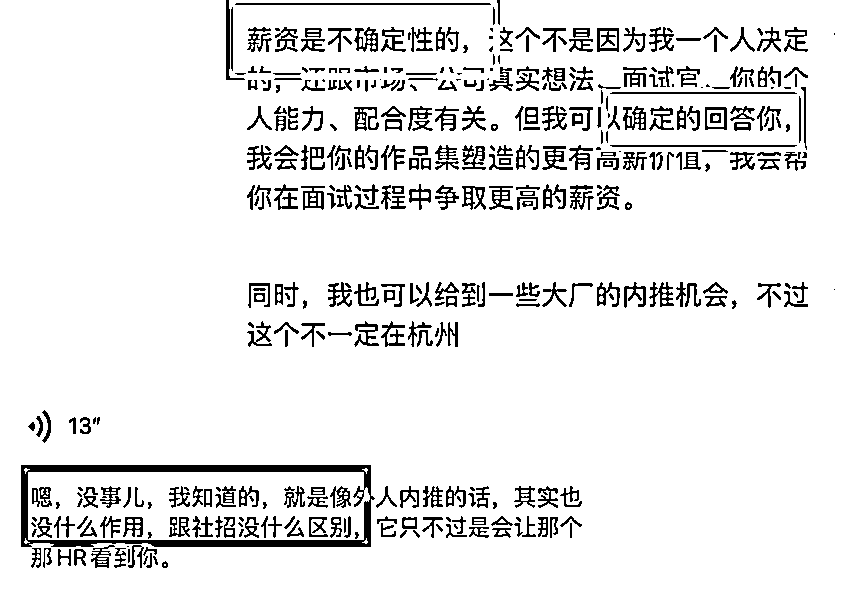 薪资是不确定性的，这个不是因为我一个人决定
的，还跟市场、公司真实想法、面试官、你的个
人能力、配合度有关。但我可以确定的回答你，
我会把你的作品集塑造的更有高薪价值，我会帮
你在面试过程中争取更高的薪资。
同时，我也可以给到一些大厂的内推机会，不过
这个不一定在杭州
13"
嗯，没事儿，我知道的，就是像外人内推的话，其实也
没什么作用，跟社招没什么区别，它只不过是会让那个
那HR看到你。